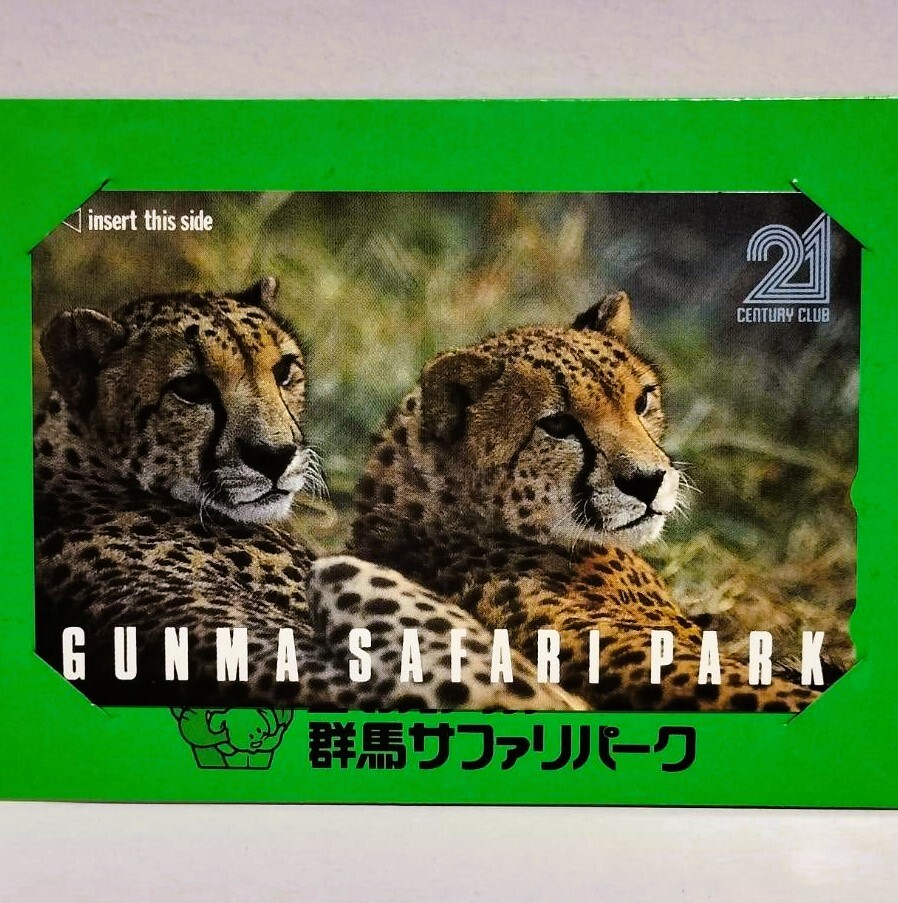 insert this side
21
CENTURY CLUB
GUNMA SAFARI PARK
群馬サファリパーク